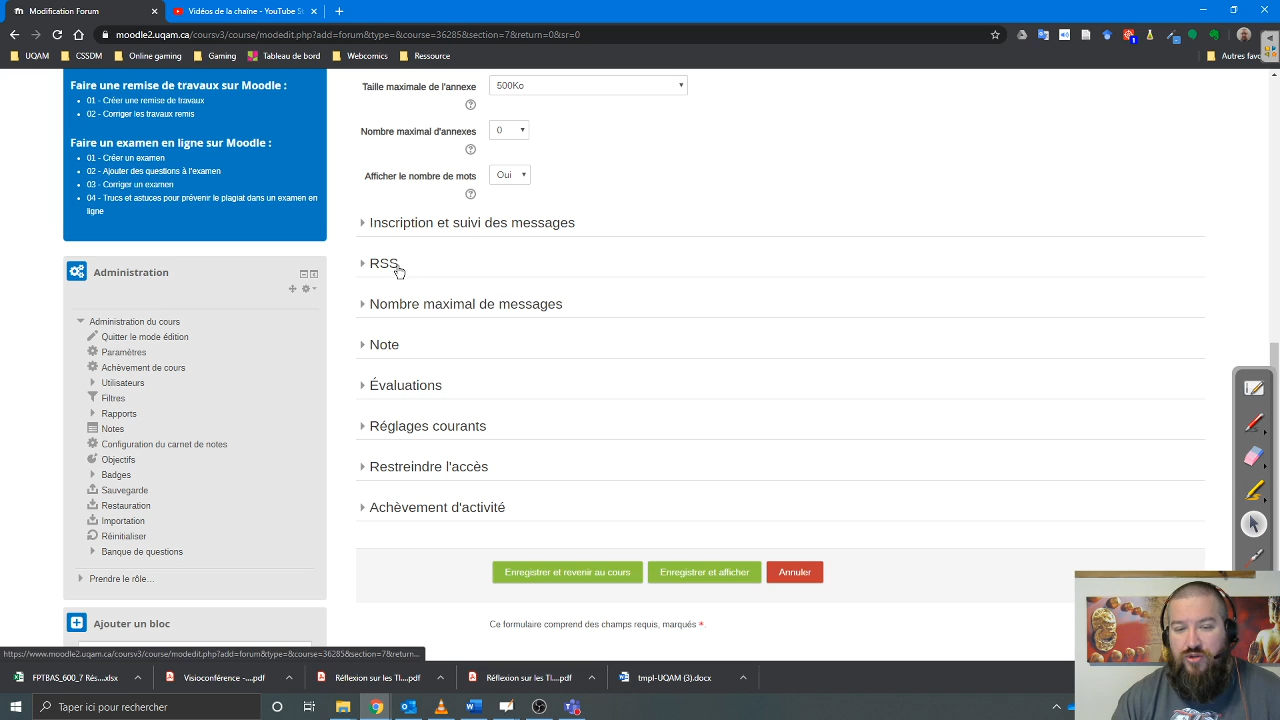 Modification Forum
Vidéos de la chaîne - YouTube St
moodle2.uqam.ca/coursv3/course/modedit.php?add=forum&type=&course=36285&section=7&return=0&sr=0
UQAM
CSSDM
Online gaming
Gaming
Tableau de bord
Webcomics
Ressource
Autres favo
Faire une remise de travaux sur Moodle :
01 - Créer une remise de travaux
02 - Corriger les travaux remis
Faire un examen en ligne sur Moodle :
01 - Créer un examen
02 - Ajouter des questions à l'examen
03 - Corriger un examen
04 - Trucs et astuces pour prévenir le plagiat dans un examen en
ligne
Administration
Administration du cours
Quitter le mode édition
Paramètres
Achèvement de cours
Utilisateurs
Filtres
Rapports
Notes
Configuration du carnet de notes
Objectifs
Badges
Sauvegarde
Restauration
Importation
Réinitialiser
Banque de questions
Prendre le rôle...
Ajouter un bloc
Taille maximale de l'annexe
500Ko
Nombre maximal d'annexes
0
Afficher le nombre de mots
Oui
Inscription et suivi des messages
RSS
Nombre maximal de messages
Note
Évaluations
Réglages courants
Restreindre l'accès
Achèvement d'activité
Enregistrer et revenir au cours
Enregistrer et afficher
Annuler
Ce formulaire comprend des champs requis, marqués *.
https://www.moodle2.uqam.ca/coursv3/course/modedit.php?add=forum&type=&course=36285&section=7&return...
FPTBAS_600_7 Rés....xlsx
Visioconférence -....pdf
Réflexion sur les TI....pdf
Réflexion sur les TI....pdf
tmpl-UQAM (3).docx
Taper ici pour rechercher